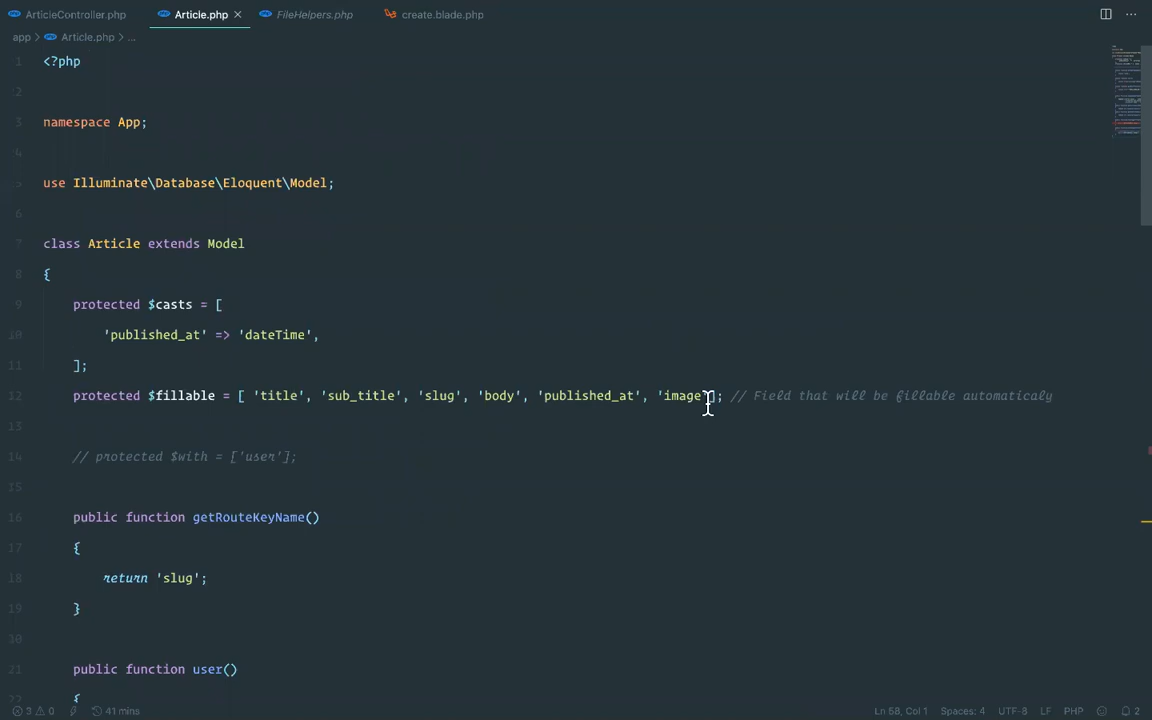 ArticleController.php Article.php FileHelpers.php create.blade.php
app > Article.php > ...
1 <?php
2
3 namespace App;
4
5 use Illuminate\Database\Eloquent\Model;
6
7 class Article extends Model
8 {
9 protected $casts = [
10 'published_at' => 'dateTime',
11 ];
12 protected $fillable = [ 'title', 'sub_title', 'slug', 'body', 'published_at', 'image']; // Field that will be fillable automaticaly
13
14 // protected $with = ['user'];
15
16 public function getRouteKeyName()
17 {
18 return 'slug';
19 }
20
21 public function user()
22 {
3 0 41 mins Ln 58, Col 1 Spaces: 4 UTF-8 LF PHP 2